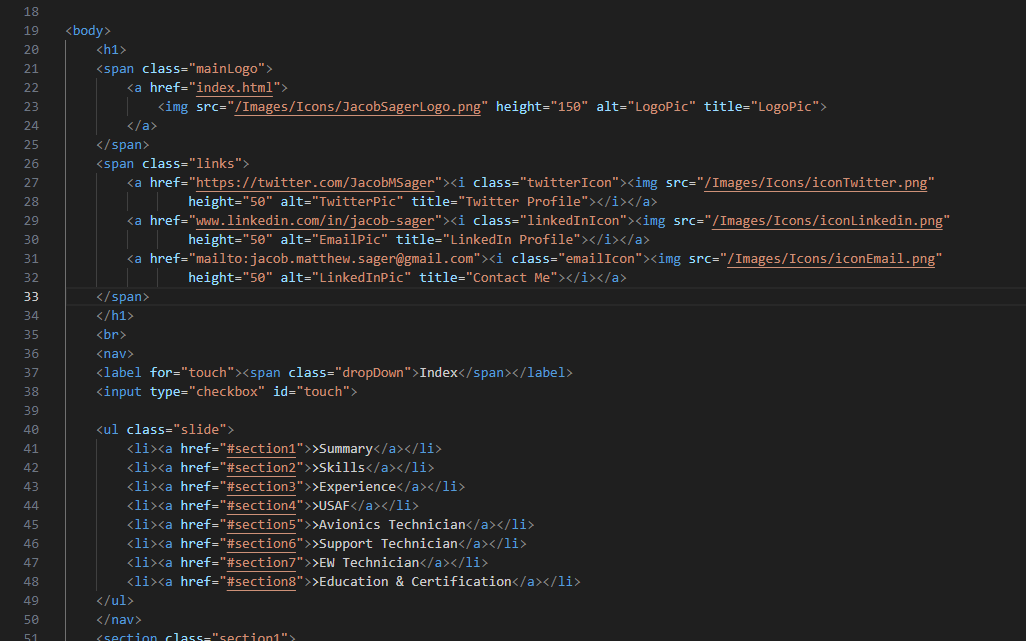 18
19 <body>
20 <h1>
21 <span class="mainLogo">
22 <a href="index.html">
23 <img src="/Images/Icons/JacobSagerLogo.png" height="150" alt="LogoPic" title="LogoPic">
24 </a>
25 </span>
26 <span class="links">
27 <a href="https://twitter.com/JacobMSager"><i class="twitterIcon"><img src="/Images/Icons/iconTwitter.png"
28 height="50" alt="TwitterPic" title="Twitter Profile"></i></a>
29 <a href="www.linkedin.com/in/jacob-sager"><i class="linkedInIcon"><img src="/Images/Icons/iconLinkedin.png"
30 height="50" alt="EmailPic" title="LinkedIn Profile"></i></a>
31 <a href="mailto:jacob.matthew.sager@gmail.com"><i class="emailIcon"><img src="/Images/Icons/iconEmail.png"
32 height="50" alt="LinkedInPic" title="Contact Me"></i></a>
33 </span>
34 </h1>
35 <br>
36 <nav>
37 <label for="touch"><span class="dropDown">Index</span></label>
38 <input type="checkbox" id="touch">
39
40 <ul class="slide">
41 <li><a href="#section1">>Summary</a></li>
42 <li><a href="#section2">>Skills</a></li>
43 <li><a href="#section3">>Experience</a></li>
44 <li><a href="#section4">>USAF</a></li>
45 <li><a href="#section5">>Avionics Technician</a></li>
46 <li><a href="#section6">>Support Technician</a></li>
47 <li><a href="#section7">>EW Technician</a></li>
48 <li><a href="#section8">>Education & Certification</a></li>
49 </ul>
50 </nav>
51 <section class="section1">